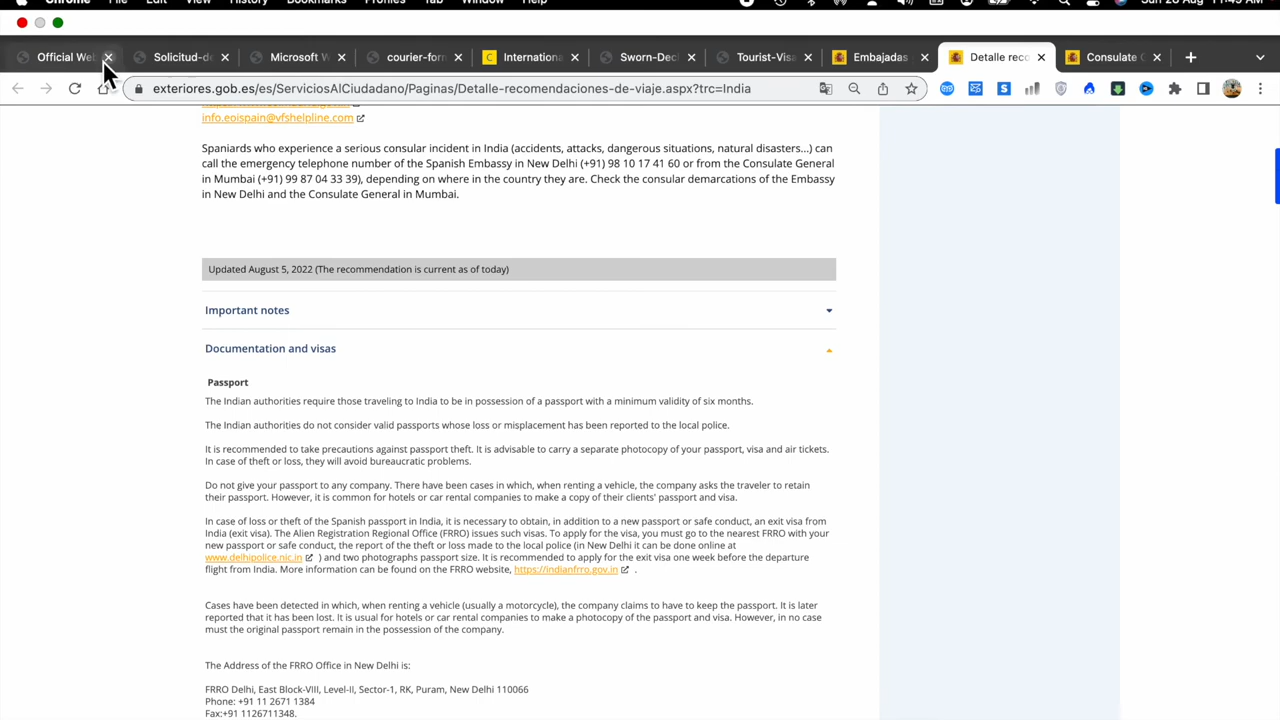 Chrome File Edit View History Bookmarks Profiles Tab Window Help
Official Web
Solicitud-de
Microsoft W
courier-form
Internationa
Sworn-Decl
Tourist-Visa
Embajadas
Detalle reco
Consulate G
exteriores.gob.es/es/ServiciosAlCiudadano/Paginas/Detalle-recomendaciones-de-viaje.aspx?trc=India
info.eoispain@vfshelpline.com
Spaniards who experience a serious consular incident in India (accidents, attacks, dangerous situations, natural disasters...) can
call the emergency telephone number of the Spanish Embassy in New Delhi (+91) 98 10 17 41 60 or from the Consulate General
in Mumbai (+91) 99 87 04 33 39), depending on where in the country they are. Check the consular demarcations of the Embassy
in New Delhi and the Consulate General in Mumbai.
Updated August 5, 2022 (The recommendation is current as of today)
Important notes
Documentation and visas
Passport
The Indian authorities require those traveling to India to be in possession of a passport with a minimum validity of six months.
The Indian authorities do not consider valid passports whose loss or misplacement has been reported to the local police.
It is recommended to take precautions against passport theft. It is advisable to carry a separate photocopy of your passport, visa and air tickets.
In case of theft or loss, they will avoid bureaucratic problems.
Do not give your passport to any company. There have been cases in which, when renting a vehicle, the company asks the traveler to retain
their passport. However, it is common for hotels or car rental companies to make a copy of their clients' passport and visa.
In case of loss or theft of the Spanish passport in India, it is necessary to obtain, in addition to a new passport or safe conduct, an exit visa from
India (exit visa). The Alien Registration Regional Office (FRRO) issues such visas. To apply for the visa, you must go to the nearest FRRO with your
new passport or safe conduct, the report of the theft or loss made to the local police (in New Delhi it can be done online at
www.delhipolice.nic.in ) and two photographs passport size. It is recommended to apply for the exit visa one week before the departure
flight from India. More information can be found on the FRRO website, https://indianfrro.gov.in .
Cases have been detected in which, when renting a vehicle (usually a motorcycle), the company claims to have to keep the passport. It is later
reported that it has been lost. It is usual for hotels or car rental companies to make a photocopy of the passport and visa. However, in no case
must the original passport remain in the possession of the company.
The Address of the FRRO Office in New Delhi is:
FRRO Delhi, East Block-VIII, Level-II, Sector-1, RK, Puram, New Delhi 110066
Phone: +91 11 2671 1384
Fax:+91 1126711348.